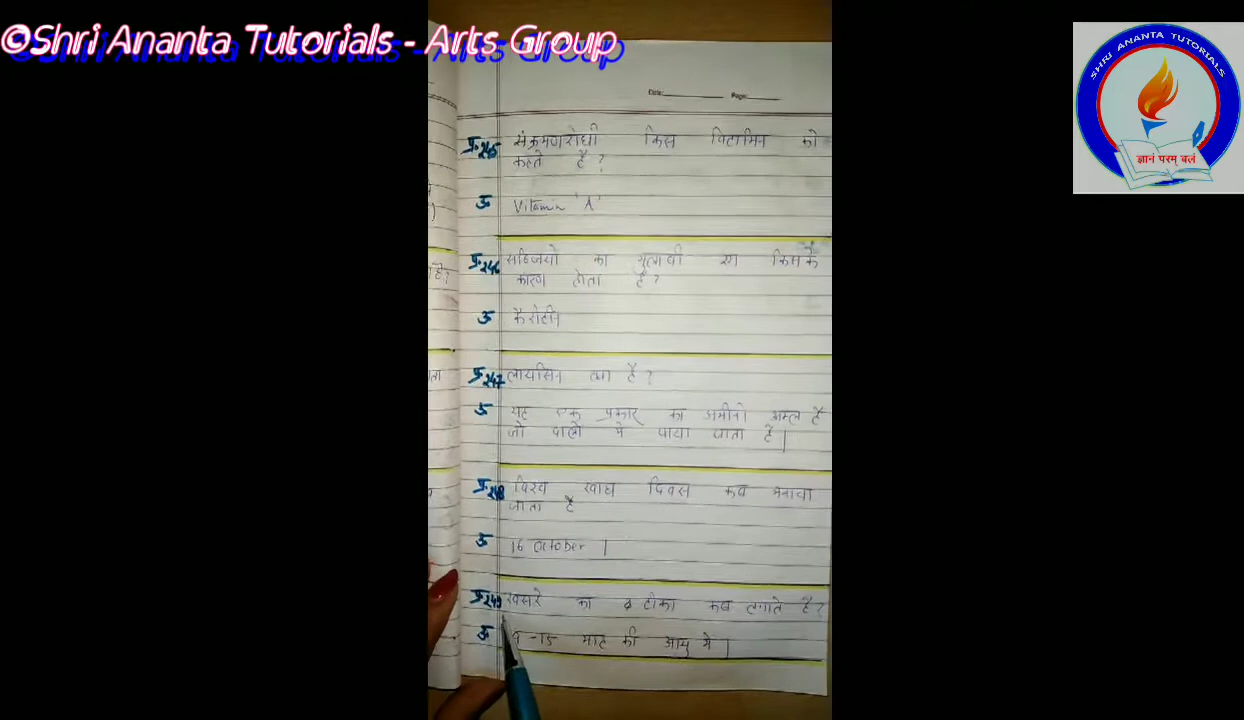 ©Shri Ananta Tutorials - Arts Group
SHRI ANANTA TUTORIALS
ज्ञानं परम् बलं
Date: Page:
प्र.245 संक्रमणरोधी किस विटामिन को
कहते हैं ?
उ Vitamin 'A'
प्र.246 सब्जियो का गुलाबी रंग किसके
कारण होता है ?
उ कैरोटीन
प्र.247 लायसिन क्या है ?
उ यह एक प्रकार का अमीनो अम्ल है
जो दालो मे पाया जाता है |
प्र.248 विश्व खाद्य दिवस कब मनाया
जाता है
उ 16 october |
प्र.249 खसरे का टीका कब लगाते है ?
उ -15 माह की आयु मे |